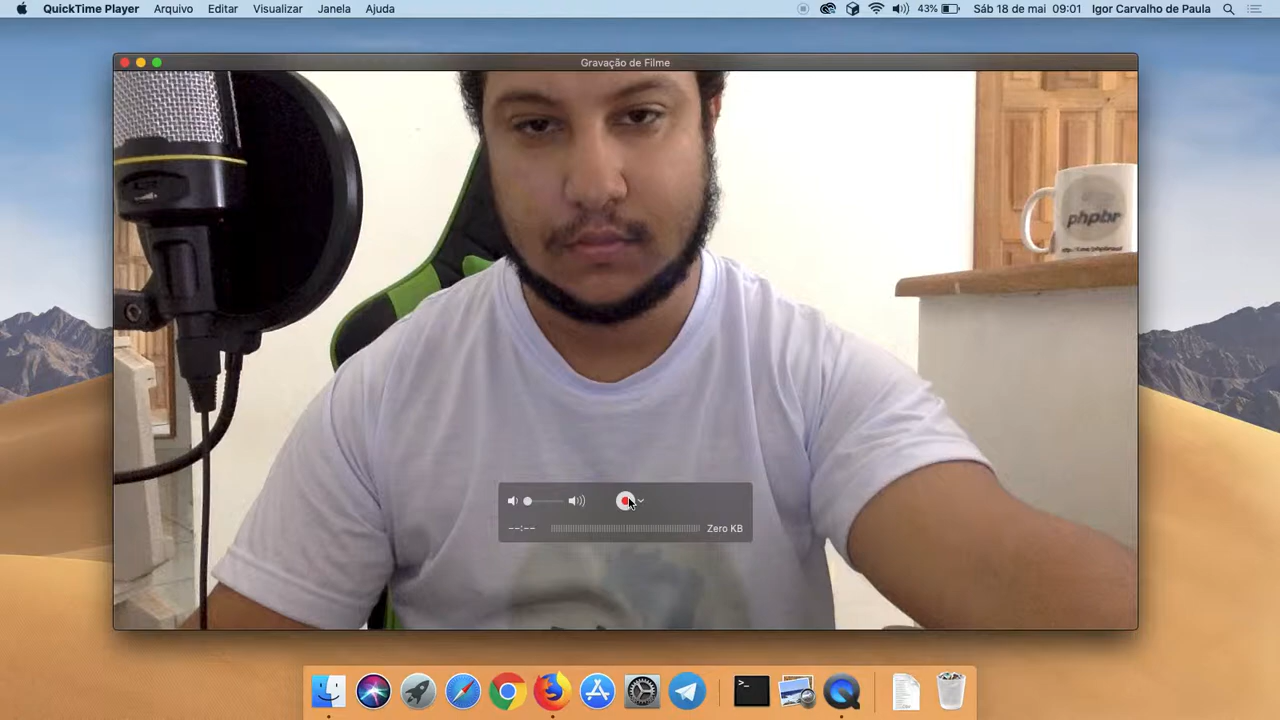 QuickTime Player Arquivo Editar Visualizar Janela Ajuda 43% Sáb 18 de mai 09:01 Igor Carvalho de Paula
Gravação de Filme
phpbr
--:-- Zero KB